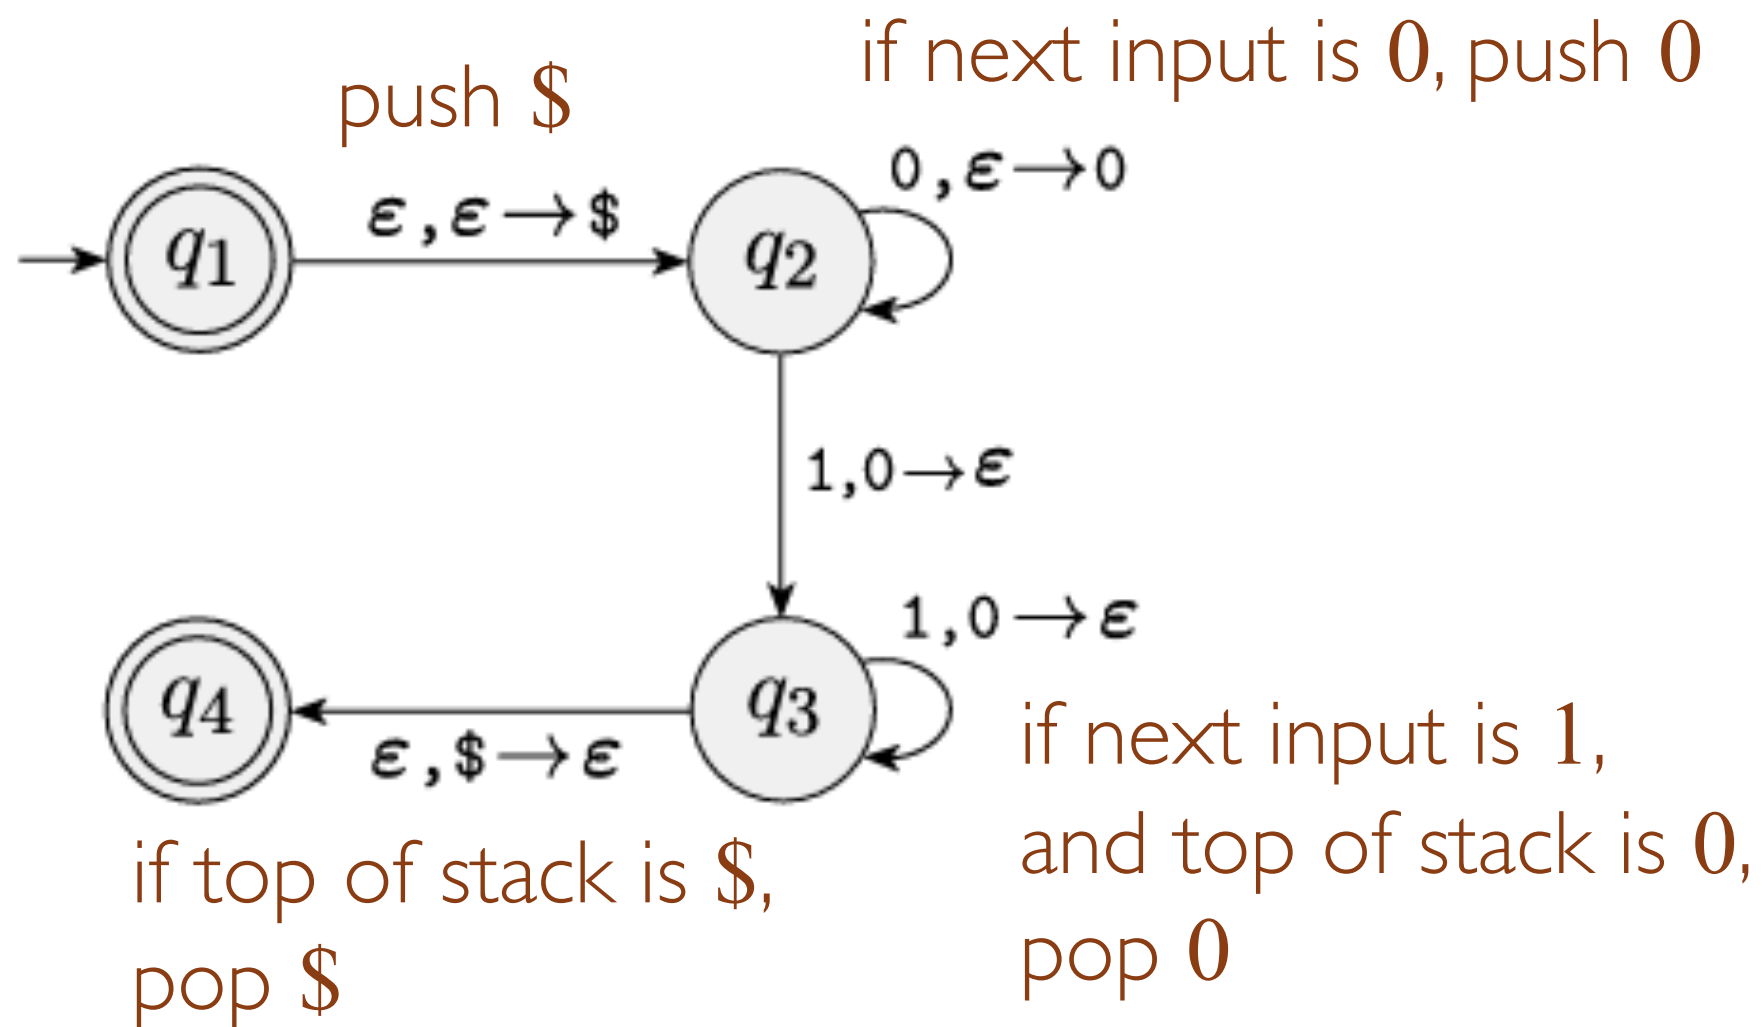 if next input is 0, push 0
push $
0,ε→0
ε,ε→$
q1
q2
1,0→ε
1,0→ε
q4
q3
ε,$→ε
if next input is 1,
and top of stack is 0,
pop 0
if top of stack is $,
pop $